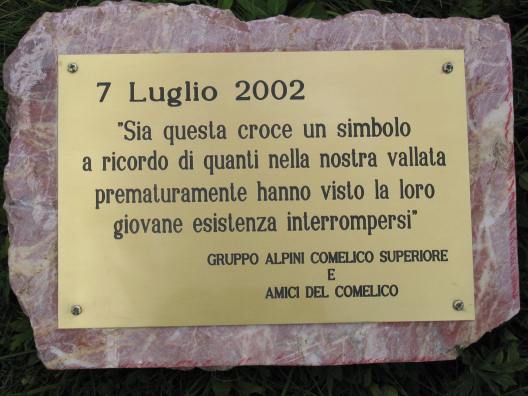 7 Luglio 2002
"Sia questa croce un simbolo
a ricordo di quanti nella nostra vallata
prematuramente hanno visto la loro
giovane esistenza interrompersi"
GRUPPO ALPINI COMELICO SUPERIORE
E
AMICI DEL COMELICO